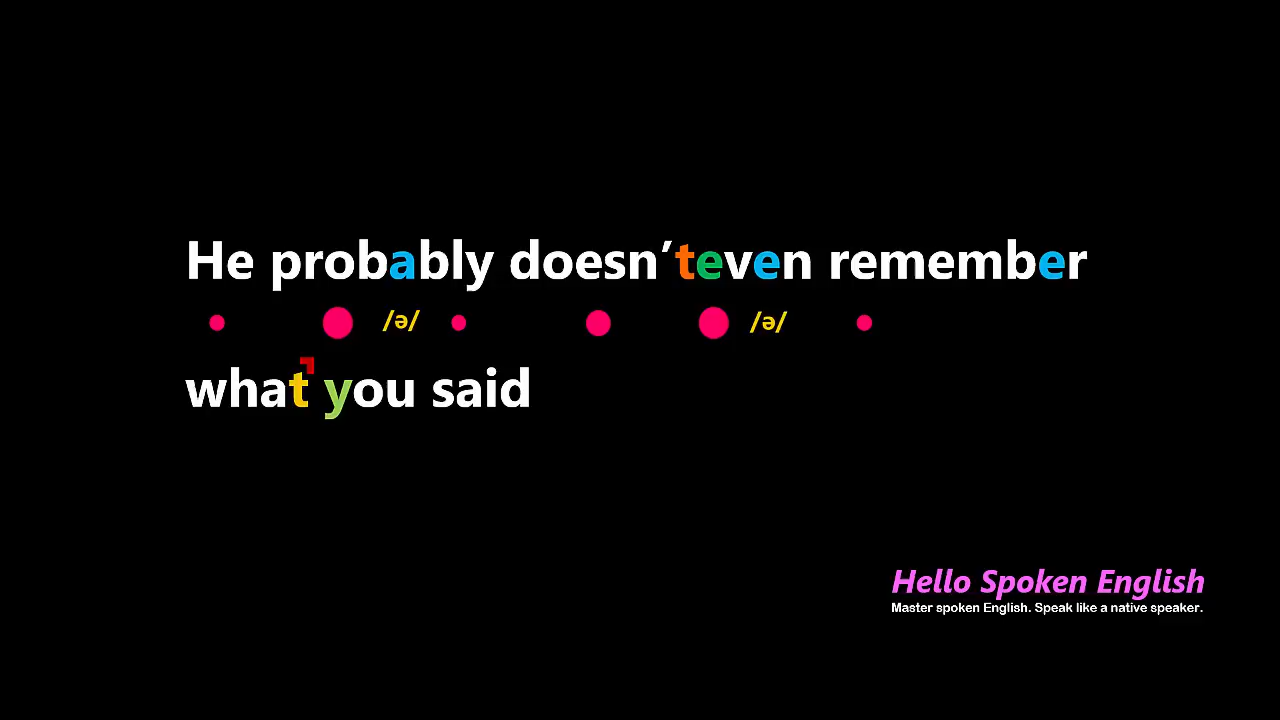 He probably doesn’teven remember
/ə/ /ə/
what you said
Hello Spoken English
Master spoken English. Speak like a native speaker.